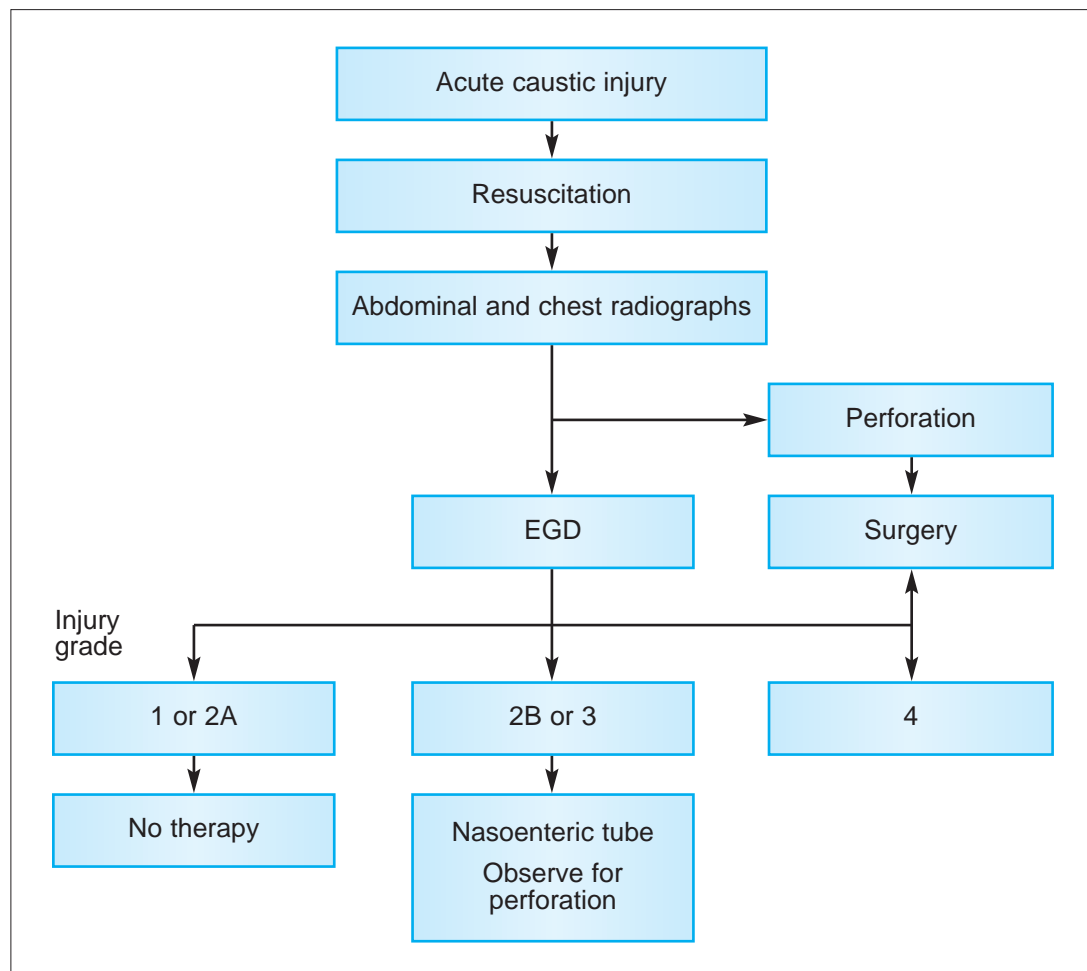 Acute caustic injury
Resuscitation
Abdominal and chest radiographs
Perforation
EGD
Surgery
Injury
grade
1 or 2A
2B or 3
4
No therapy
Nasoenteric tube
Observe for
perforation